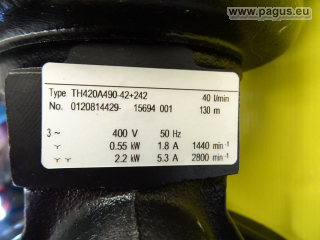 © www.pagus.eu
Type TH420A490-42+242 40 l/min
No. 0120814429- 15694 001 130 m
3 ~ 400 V 50 Hz
Y 0.55 kW 1.8 A 1440 min⁻¹
YY 2.2 kW 5.3 A 2800 min⁻¹